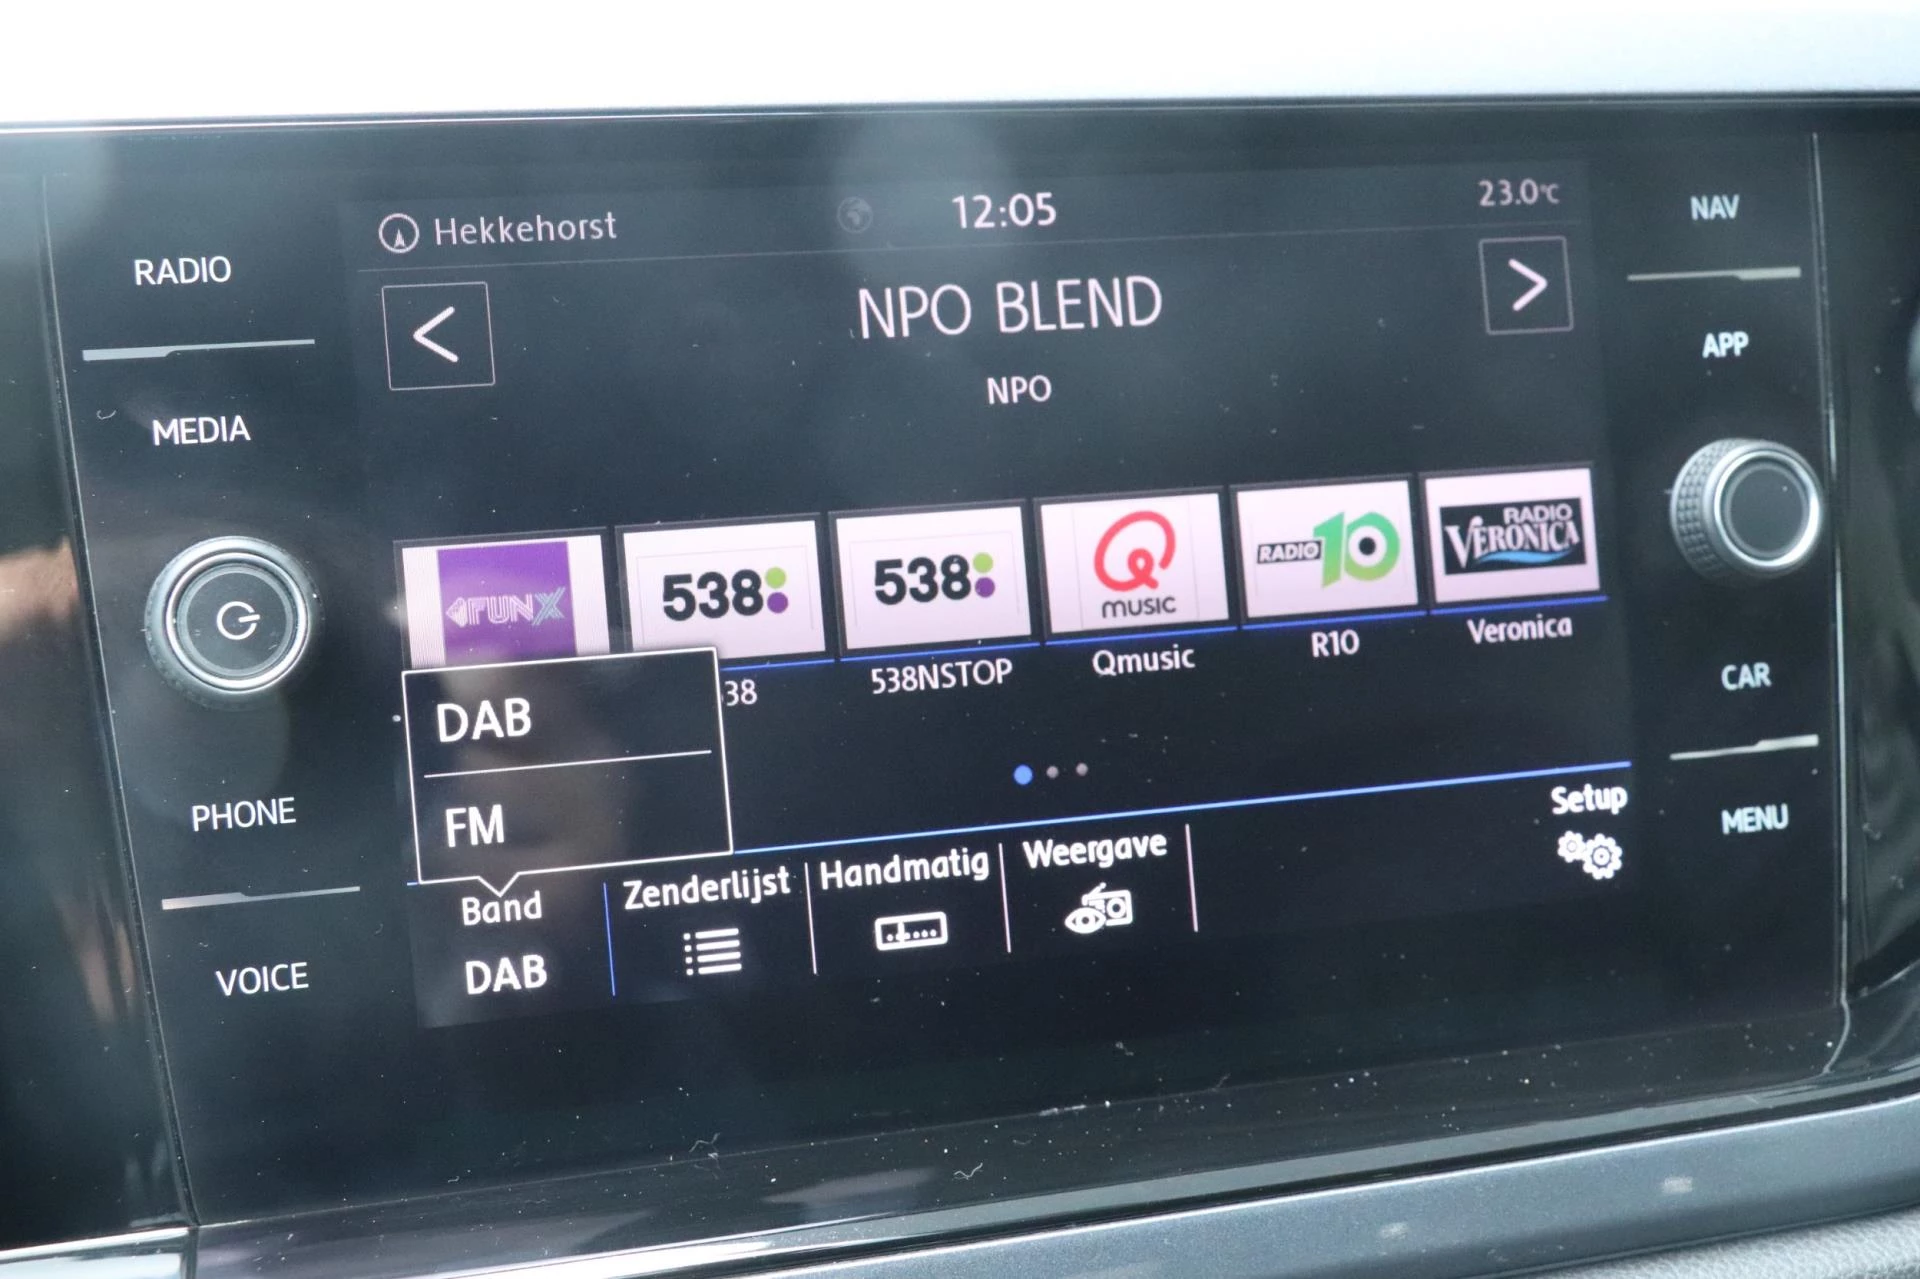 Hekkehorst
12:05
23.0°C
RADIO
MEDIA
PHONE
VOICE
NPO BLEND
NPO
FUNX
538
538
Q
MUSIC
RADIO 10
RADIO
VERONICA
38
538NSTOP
Qmusic
R10
Veronica
DAB
FM
Band
DAB
Zenderlijst
Handmatig
Weergave
Setup
NAV
APP
CAR
MENU